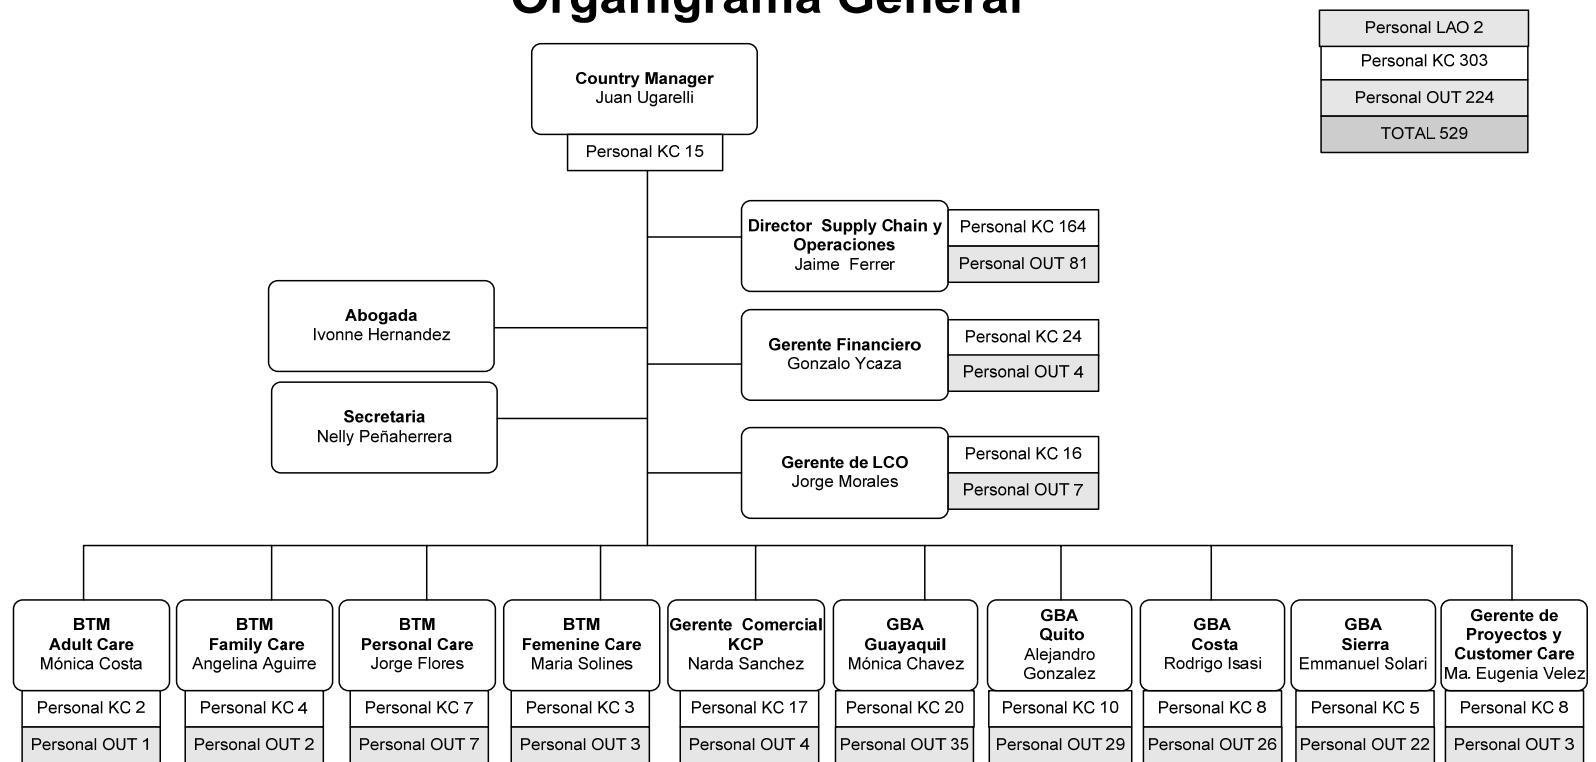 Organigrama General
Personal LAO 2
Personal KC 303
Personal OUT 224
TOTAL 529
Country Manager
Juan Ugarelli
Personal KC 15
Director Supply Chain y
Operaciones
Jaime Ferrer
Personal KC 164
Personal OUT 81
Abogada
Ivonne Hernandez
Gerente Financiero
Gonzalo Ycaza
Personal KC 24
Personal OUT 4
Secretaria
Nelly Peñaherrera
Gerente de LCO
Jorge Morales
Personal KC 16
Personal OUT 7
BTM
Adult Care
Mónica Costa
Personal KC 2
Personal OUT 1
BTM
Family Care
Angelina Aguirre
Personal KC 4
Personal OUT 2
BTM
Personal Care
Jorge Flores
Personal KC 7
Personal OUT 7
BTM
Femenine Care
Maria Solines
Personal KC 3
Personal OUT 3
Gerente Comercial
KCP
Narda Sanchez
Personal KC 17
Personal OUT 4
GBA
Guayaquil
Mónica Chavez
Personal KC 20
Personal OUT 35
GBA
Quito
Alejandro
Gonzalez
Personal KC 10
Personal OUT 29
GBA
Costa
Rodrigo Isasi
Personal KC 8
Personal OUT 26
GBA
Sierra
Emmanuel Solari
Personal KC 5
Personal OUT 22
Gerente de
Proyectos y
Customer Care
Ma. Eugenia Velez
Personal KC 8
Personal OUT 3